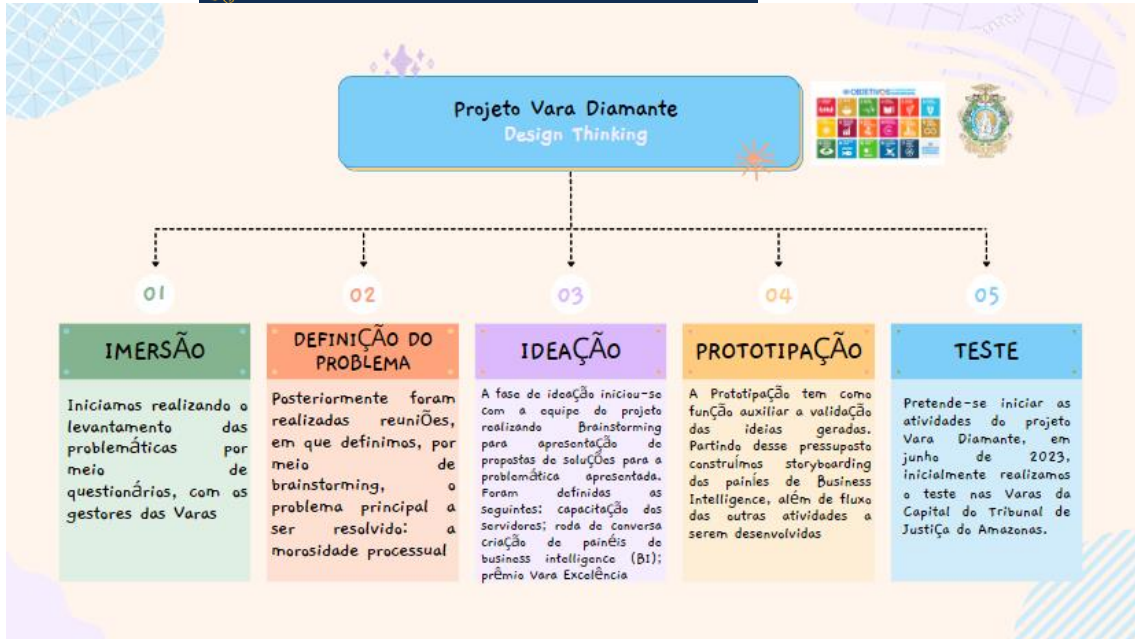 Projeto Vara Diamante
Design Thinking
OBJETIVOS
01
IMERSÃO
Iniciamos realizando o
levantamento das
problemáticas por
meio de
questionários, com os
gestores das Varas
02
DEFINIÇÃO DO
PROBLEMA
Posteriormente foram
realizadas reuniÕes,
em que definimos, por
meio de
brainstorming, o
problema principal a
ser resolvido: a
morosidade processual
03
IDEAÇÃO
A fase de ideaÇÃo iniciou-se
com a equipe do projeto
realizando Brainstorming
para apresentaÇÃo de
propostas de soluÇÕes para a
problemática apresentada.
Foram definidas as
seguintes: capacitaÇÃo dos
servidores; roda de conversa
criaÇÃo de painéis de
business intelligence (BI);
prêmio Vara Excelência
04
PROTOTIPAÇÃO
A PrototipaÇÃo tem como
funÇÃo auxiliar a validaÇÃo
das ideias geradas.
Partindo desse pressuposto
construímos storyboarding
dos painíes de Business
Intelligence, além de fluxo
das outras atividades a
serem desenvolvidas
05
TESTE
Pretende-se iniciar as
atividades do projeto
Vara Diamante, em
junho de 2023,
inicialmente realizamos
o teste nas Varas da
Capital do Tribunal de
JustiÇa do Amazonas.